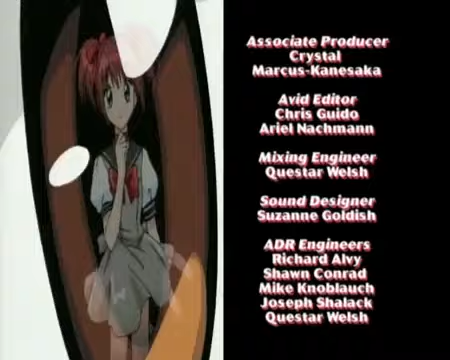 Associate Producer
Crystal
Marcus-Kanesaka
Avid Editor
Chris Guido
Ariel Nachmann
Mixing Engineer
Questar Welsh
Sound Designer
Suzanne Goldish
ADR Engineers
Richard Alvy
Shawn Conrad
Mike Knoblauch
Joseph Shalack
Questar Welsh